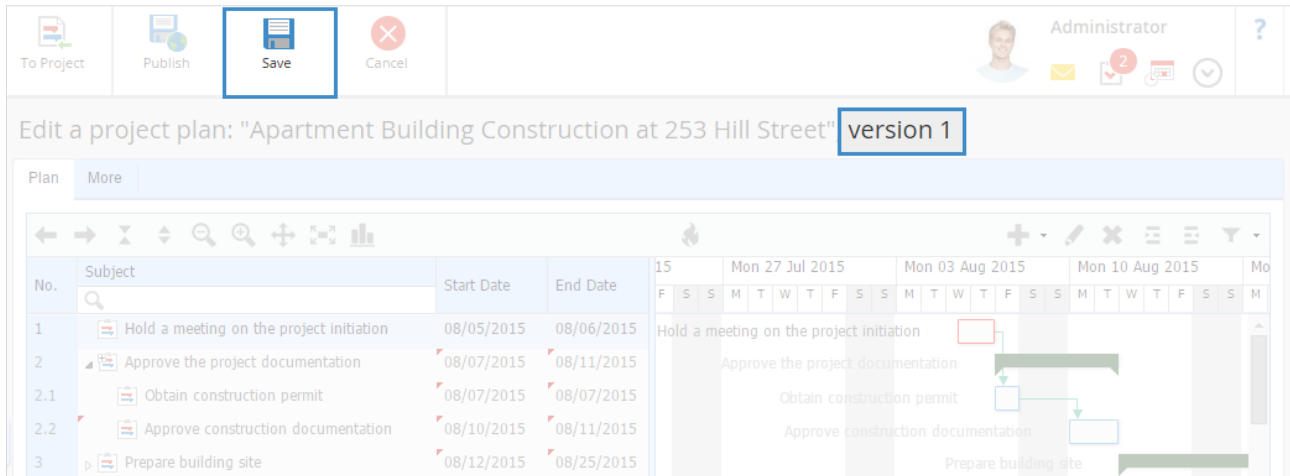 Administrator
?
2
To Project Publish Save Cancel
Edit a project plan: "Apartment Building Construction at 253 Hill Street", version 1
Plan More
No. Subject Start Date End Date 15 Mon 27 Jul 2015 Mon 03 Aug 2015 Mon 10 Aug 2015 Mo
F S S M T W T F S S M T W T F S S M T W T F S S M
1 Hold a meeting on the project initiation 08/05/2015 08/06/2015 Hold a meeting on the project initiation
2 Approve the project documentation 08/07/2015 08/11/2015 Approve the project documentation
2.1 Obtain construction permit 08/07/2015 08/07/2015 Obtain construction permit
2.2 Approve construction documentation 08/10/2015 08/11/2015 Approve construction documentation
3 Prepare building site 08/12/2015 08/25/2015 Prepare building site